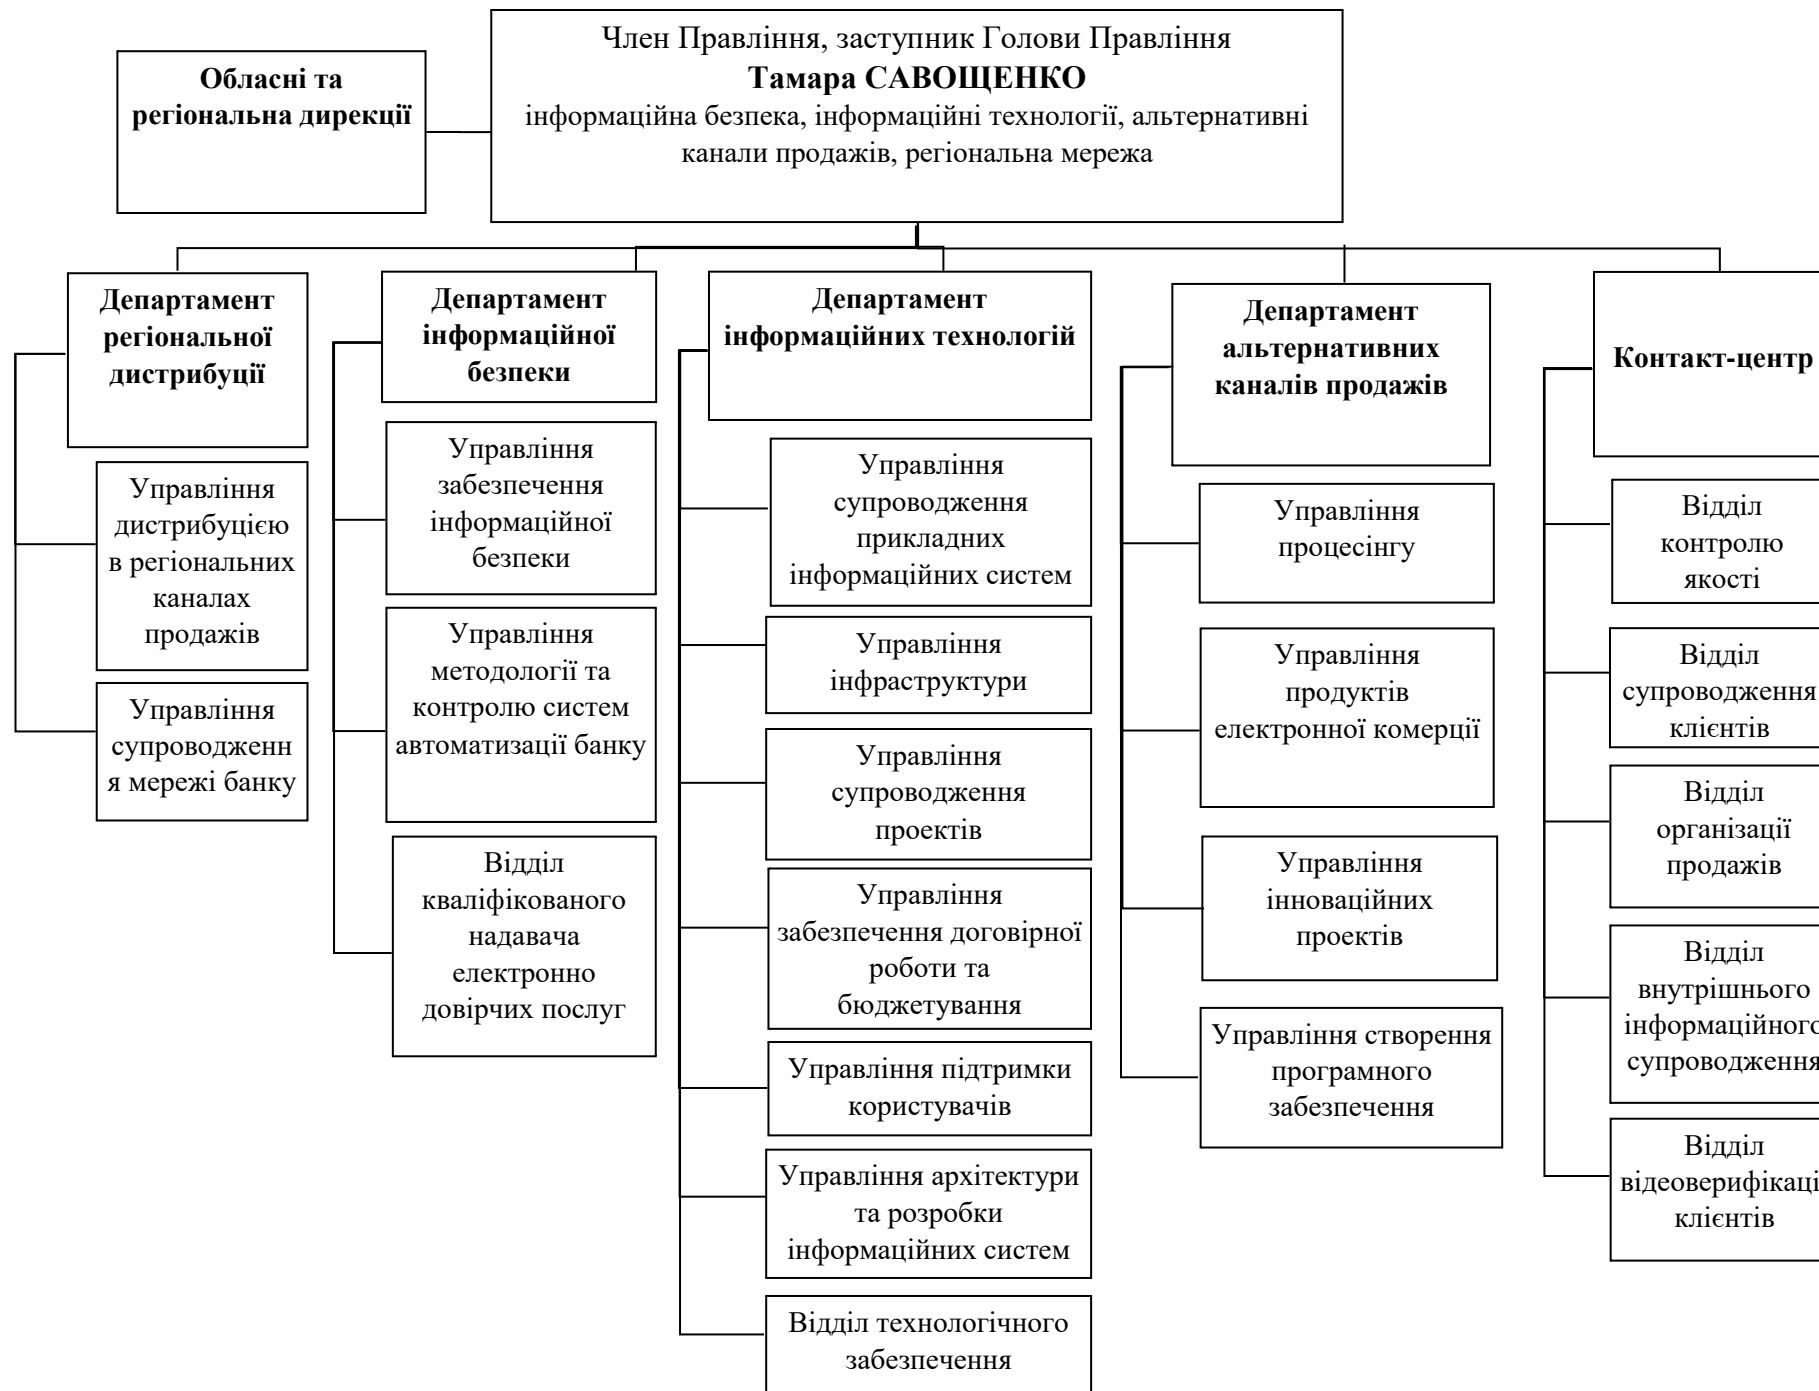 Член Правління, заступник Голови Правління
Тамара САВОЩЕНКО
інформаційна безпека, інформаційні технології, альтернативні
канали продажів, регіональна мережа
Обласні та
регіональна дирекції
Департамент
регіональної
дистрибуції
Управління
дистрибуцією
в регіональних
каналах
продажів
Управління
супроводженн
я мережі банку
Департамент
інформаційної
безпеки
Управління
забезпечення
інформаційної
безпеки
Управління
методології та
контролю систем
автоматизації банку
Відділ
кваліфікованого
надавача
електронно
довірчих послуг
Департамент
інформаційних технологій
Управління
супроводження
прикладних
інформаційних систем
Управління
інфраструктури
Управління
супроводження
проектів
Управління
забезпечення договірної
роботи та
бюджетування
Управління підтримки
користувачів
Управління архітектури
та розробки
інформаційних систем
Відділ технологічного
забезпечення
Департамент
альтернативних
каналів продажів
Управління
процесінгу
Управління
продуктів
електронної комерції
Управління
інноваційних
проектів
Управління створення
програмного
забезпечення
Контакт-центр
Відділ
контролю
якості
Відділ
супроводження
клієнтів
Відділ
організації
продажів
Відділ
внутрішнього
інформаційного
супроводження
Відділ
відеоверифікаці
клієнтів